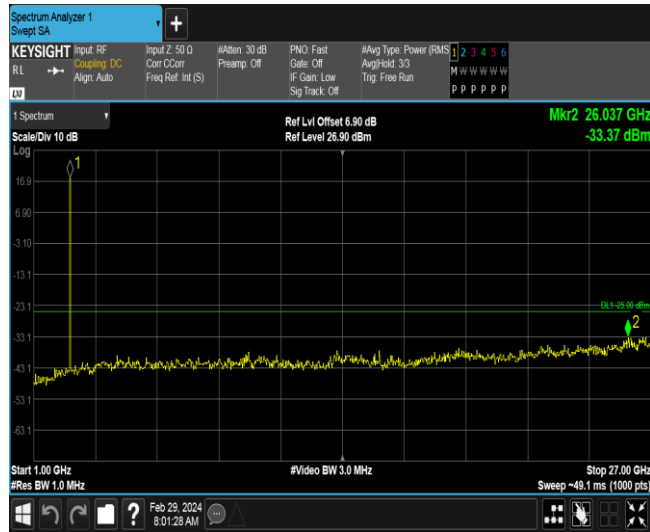 Spectrum Analyzer 1
Swept SA
+
KEYSIGHT
RL
LXI
Input: RF
Coupling: DC
Align: Auto
Input Z: 50 Ω
Corr CCorr
Freq Ref: Int (S)
#Atten: 30 dB
Preamp: Off
PNO: Fast
Gate: Off
IF Gain: Low
Sig Track: Off
#Avg Type: Power (RMS
Avg|Hold: 3/3
Trig: Free Run
1 2 3 4 5 6
M W W W W W
P P P P P P
1 Spectrum
Scale/Div 10 dB
Log
Ref Lvl Offset 6.90 dB
Ref Level 26.90 dBm
Mkr2 26.037 GHz
-33.37 dBm
1
16.9
6.90
-3.10
-13.1
-23.1
DL1 -25.00 dBm
2
-33.1
-43.1
-53.1
-63.1
Start 1.00 GHz
#Res BW 1.0 MHz
#Video BW 3.0 MHz
Stop 27.00 GHz
Sweep ~49.1 ms (1000 pts)
?
Feb 29, 2024
8:01:28 AM